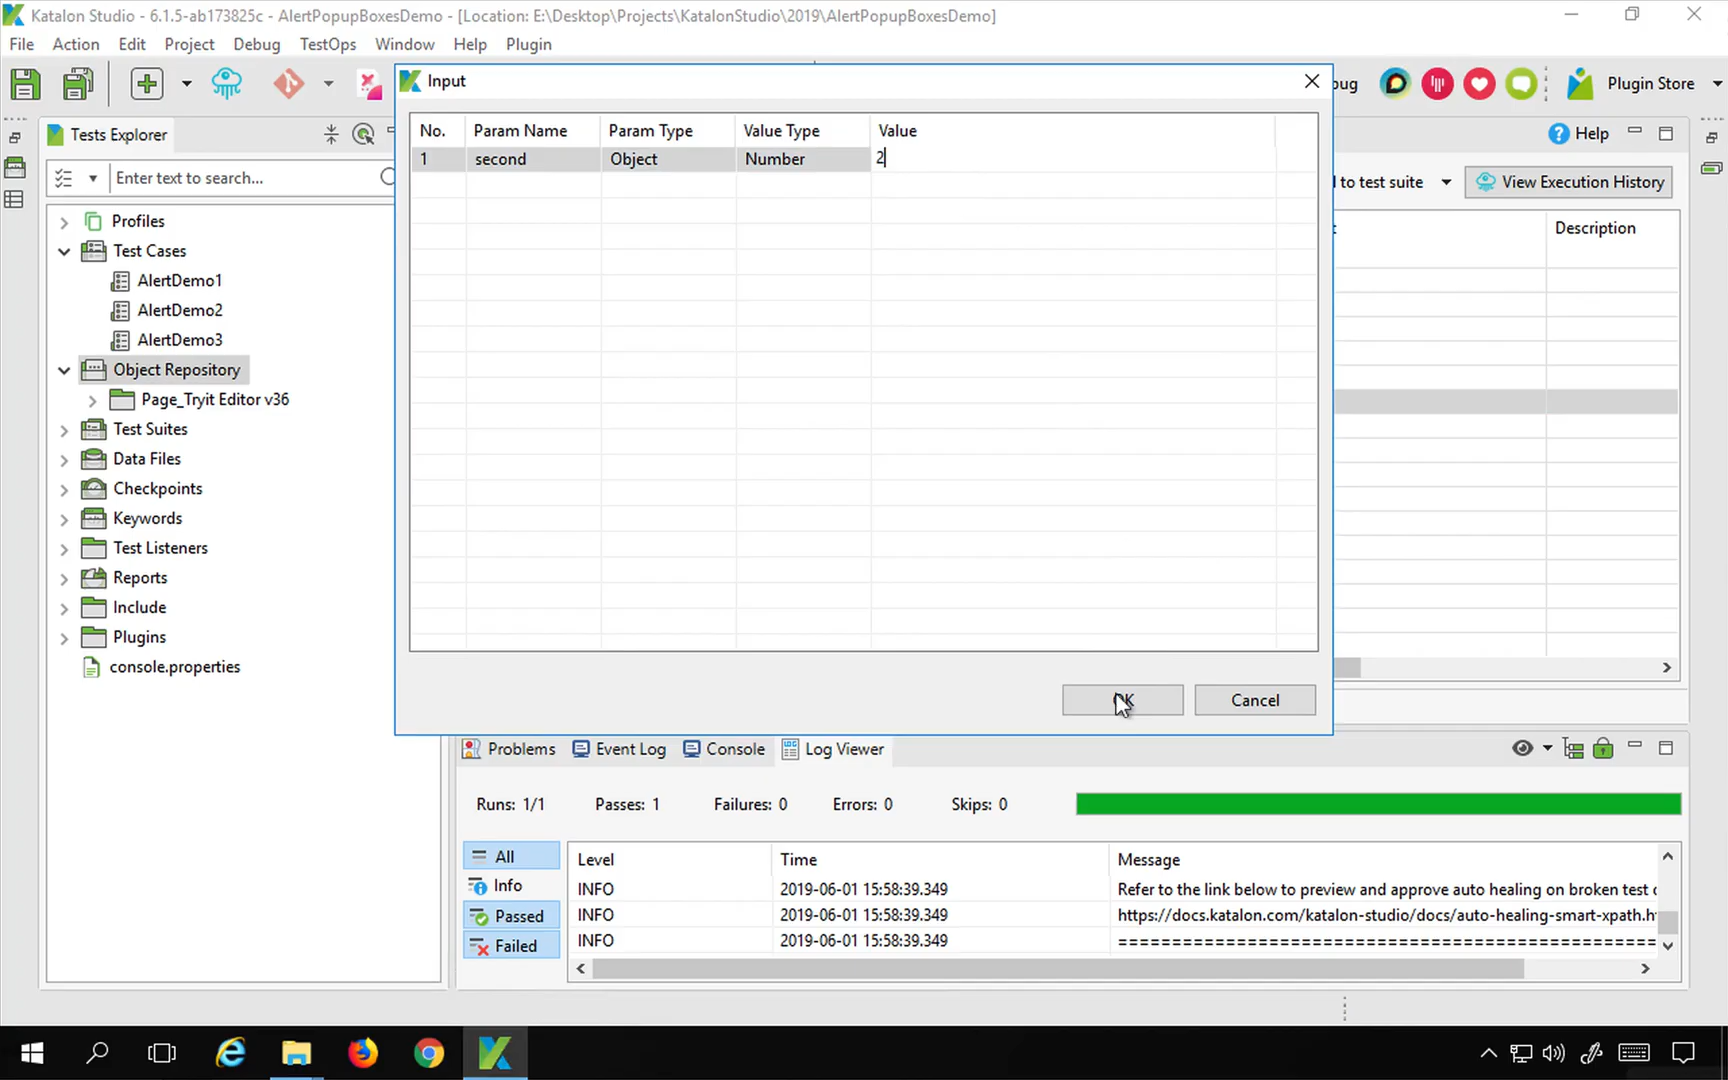 Katalon Studio - 6.1.5-ab173825c - AlertPopupBoxesDemo - [Location: E:\Desktop\Projects\KatalonStudio\2019\AlertPopupBoxesDemo]
File Action Edit Project Debug TestOps Window Help Plugin
Input
bug
Plugin Store
Tests Explorer
Help
Enter text to search...
to test suite
View Execution History
No. Param Name Param Type Value Type Value
1 second Object Number 2
Description
Profiles
Test Cases
AlertDemo1
AlertDemo2
AlertDemo3
Object Repository
Page_Tryit Editor v36
Test Suites
Data Files
Checkpoints
Keywords
Test Listeners
Reports
Include
Plugins
console.properties
OK Cancel
Problems Event Log Console Log Viewer
Runs: 1/1 Passes: 1 Failures: 0 Errors: 0 Skips: 0
All
Info
Passed
Failed
Level Time Message
INFO 2019-06-01 15:58:39.349 Refer to the link below to preview and approve auto healing on broken test
INFO 2019-06-01 15:58:39.349 https://docs.katalon.com/katalon-studio/docs/auto-healing-smart-xpath.h
INFO 2019-06-01 15:58:39.349 ==================================================